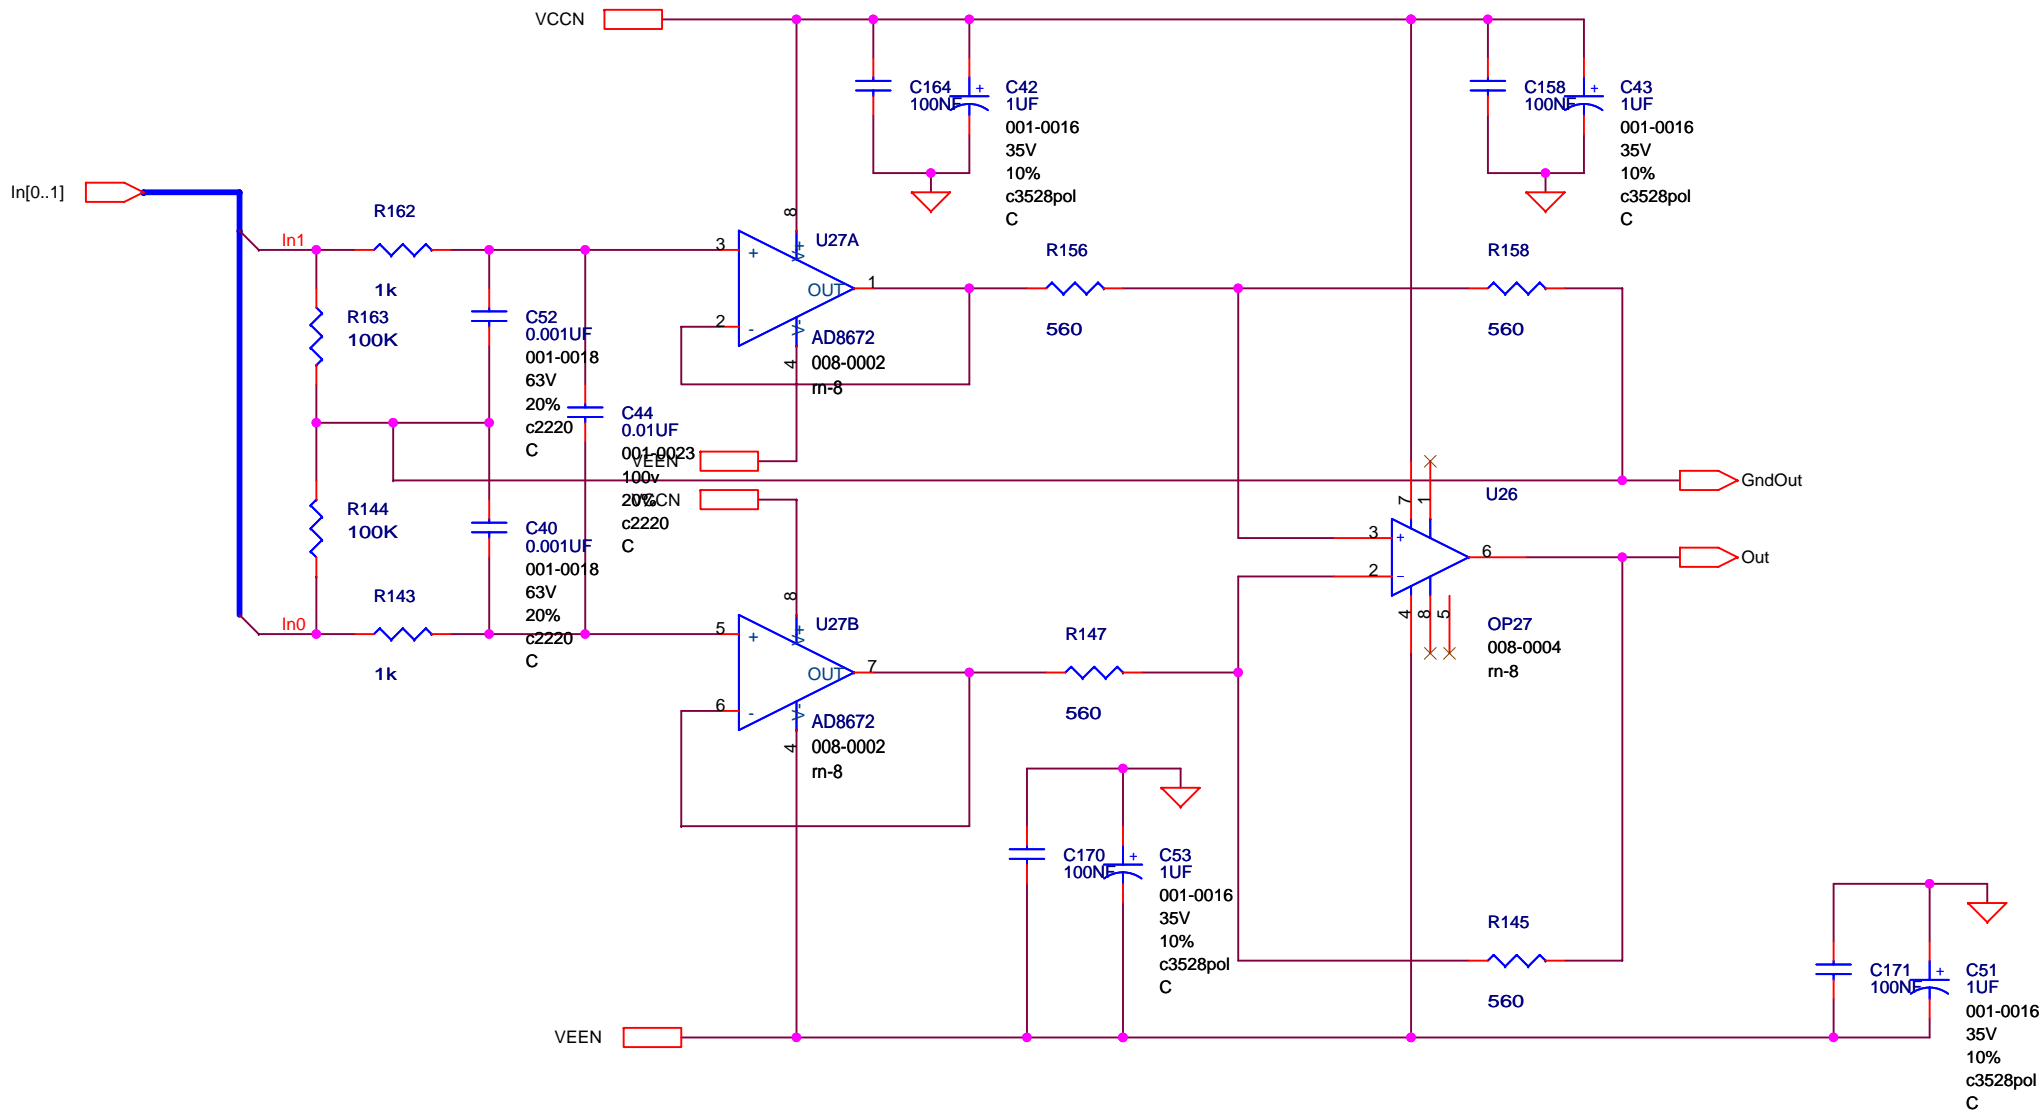 VCCN
C164
100NF
+
C42
1UF
001-0016
35V
10%
c3528pol
C
C158
100NF
+
C43
1UF
001-0016
35V
10%
c3528pol
C
In[0..1]
In1
R162
1k
R163
100K
C52
0.001UF
001-0018
63V
20%
c2220
C
C44
0.01UF
001-0023
100v
20%
c2220
C
3
+
2
-
8
V+
OUT
1
V-
4
U27A
AD8672
008-0002
rn-8
R156
560
R158
560
VEEN
VCCN
GndOut
R144
100K
C40
0.001UF
001-0018
63V
20%
c2220
C
In0
R143
1k
5
+
6
-
8
V+
OUT
7
V-
4
U27B
AD8672
008-0002
rn-8
R147
560
7
1
U26
3
+
2
−
6
4
8
5
OP27
008-0004
rn-8
Out
C170
100NF
+
C53
1UF
001-0016
35V
10%
c3528pol
C
R145
560
C171
100NF
+
C51
1UF
001-0016
35V
10%
c3528pol
C
VEEN